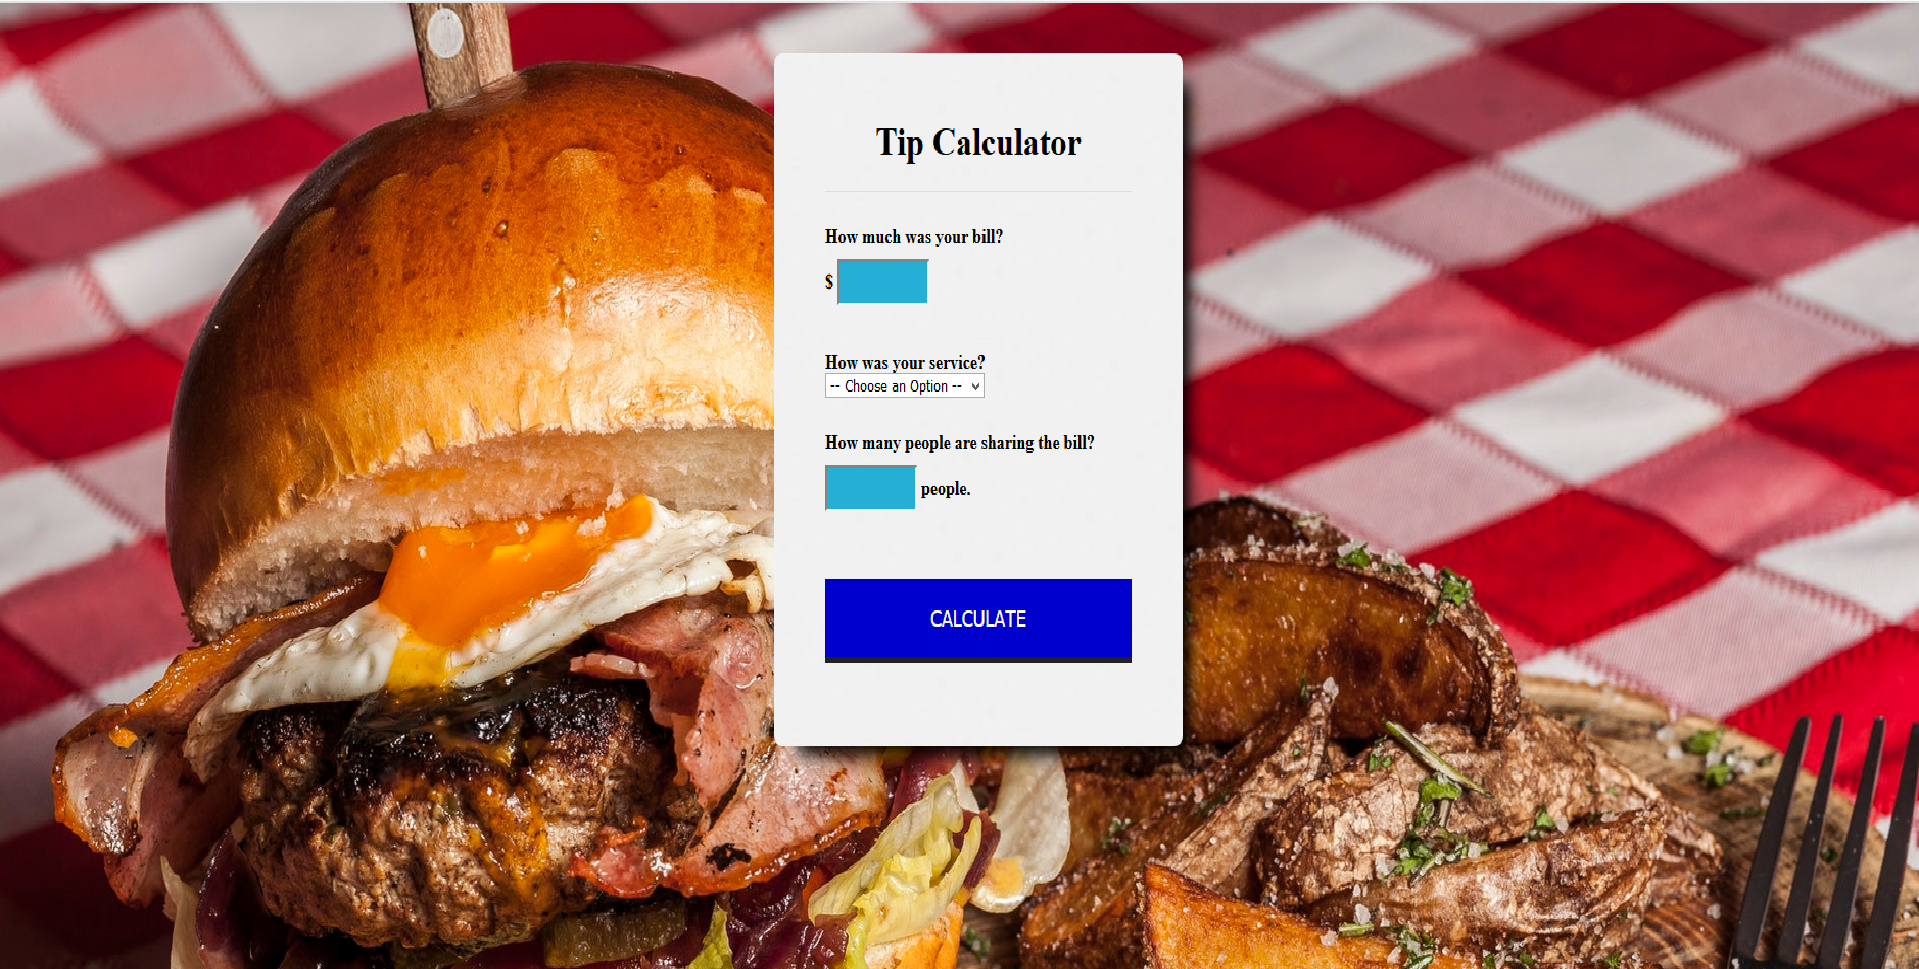 Tip Calculator
How much was your bill?
$
How was your service?
-- Choose an Option --
How many people are sharing the bill?
people.
CALCULATE